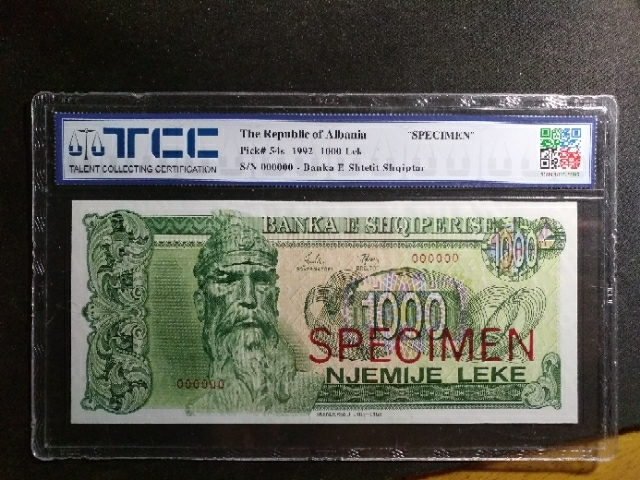 TCC
TALENT COLLECTING CERTIFICATION
The Republic of Albania "SPECIMEN"
Pick# 54s 1992 1000 Lek
S/N 000000 - Banka E Shtetit Shqiptar
BANKA E SHQIPERISE
1000
000000
1000
SPECIMEN
NJEMIJE LEKE
000000